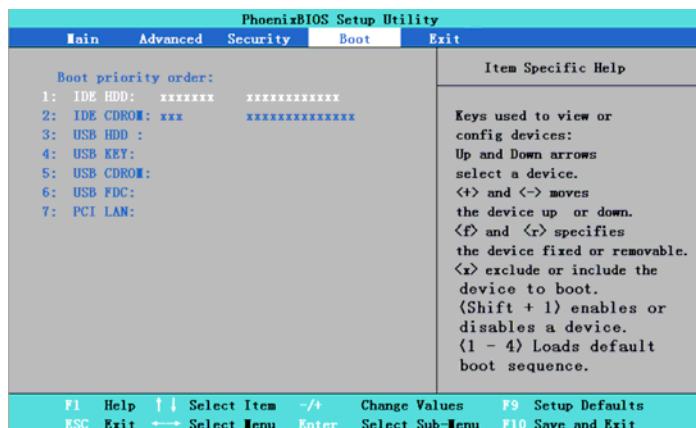 PhoenixBIOS Setup Utility
Main Advanced Security Boot Exit
Item Specific Help
Boot priority order:
1: IDE HDD: xxxxxxx xxxxxxxxxxxx
2: IDE CDROM: xxx xxxxxxxxxxxxxx
3: USB HDD :
4: USB KEY:
5: USB CDROM:
6: USB FDC:
7: PCI LAN:
Keys used to view or
config devices:
Up and Down arrows
select a device.
<+> and <-> moves
the device up or down.
<f> and <r> specifies
the device fixed or removable.
<x> exclude or include the
device to boot.
(Shift + 1) enables or
disables a device.
(1 - 4) Loads default
boot sequence.
F1 Help ↑↓ Select Item -/+ Change Values F9 Setup Defaults
ESC Exit ←→ Select Menu Enter Select Sub-Menu F10 Save and Exit